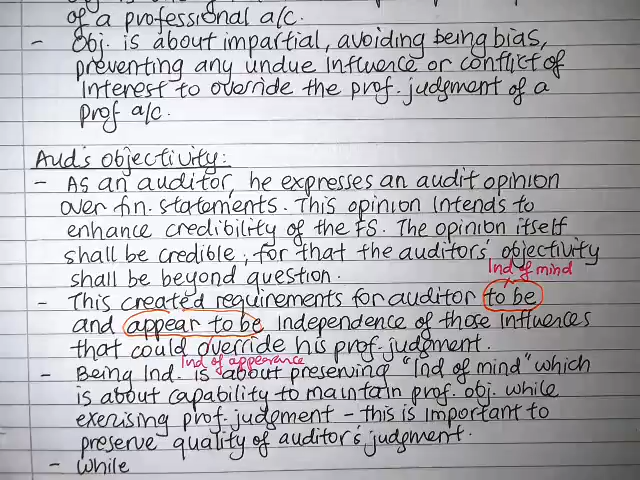 of a professional a/c.
- Obj. is about impartial, avoiding being bias,
preventing any undue influence or conflict of
interest to override the prof. judgment of a
prof a/c.
Aud's objectivity:
- As an auditor, he expresses an audit opinion
over fin. statements. This opinion intends to
enhance credibility of the FS. The opinion itself
shall be credible, for that the auditors' objectivity
shall be beyond question.
Ind of mind
- This created requirements for auditor to be
and appear to be independence of those influences
that could override his prof. judgment.
Ind of appearence
- Being Ind. is about preserving "Ind of mind" which
is about capability to maintain prof. obj. while
exerising prof. judgment - this is important to
preserve quality of auditor's judgment.
- While